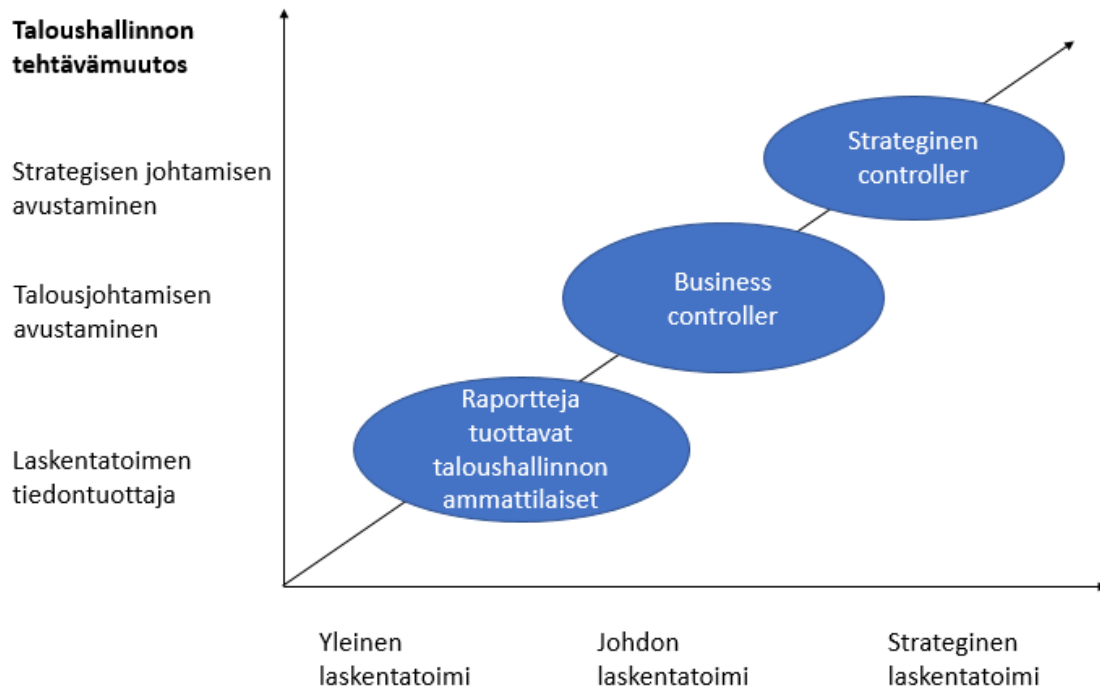 Taloushallinnon
tehtävämuutos
Strategisen johtamisen
avustaminen
Talousjohtamisen
avustaminen
Laskentatoimen
tiedontuottaja
Strateginen
controller
Business
controller
Raportteja
tuottavat
taloushallinnon
ammattilaiset
Yleinen
laskentatoimi
Johdon
laskentatoimi
Strateginen
laskentatoimi